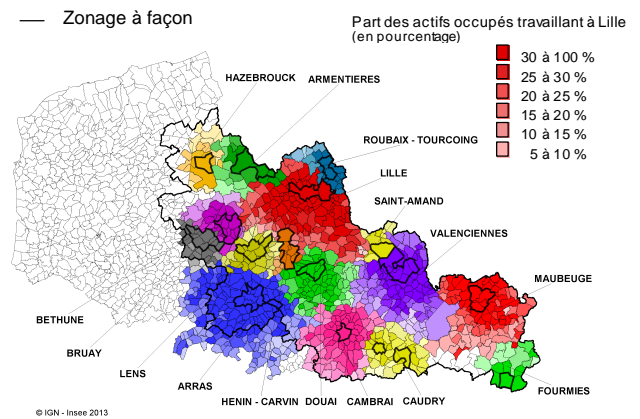 Zonage à façon
Part des actifs occupés travaillant à Lille
(en pourcentage)
30 à 100 %
25 à 30 %
20 à 25 %
15 à 20 %
10 à 15 %
5 à 10 %
HAZEBROUCK
ARMENTIERES
ROUBAIX - TOURCOING
LILLE
SAINT-AMAND
VALENCIENNES
MAUBEUGE
BETHUNE
BRUAY
LENS
ARRAS
HENIN - CARVIN
DOUAI
CAMBRAI
CAUDRY
FOURMIES
© IGN - Insee 2013